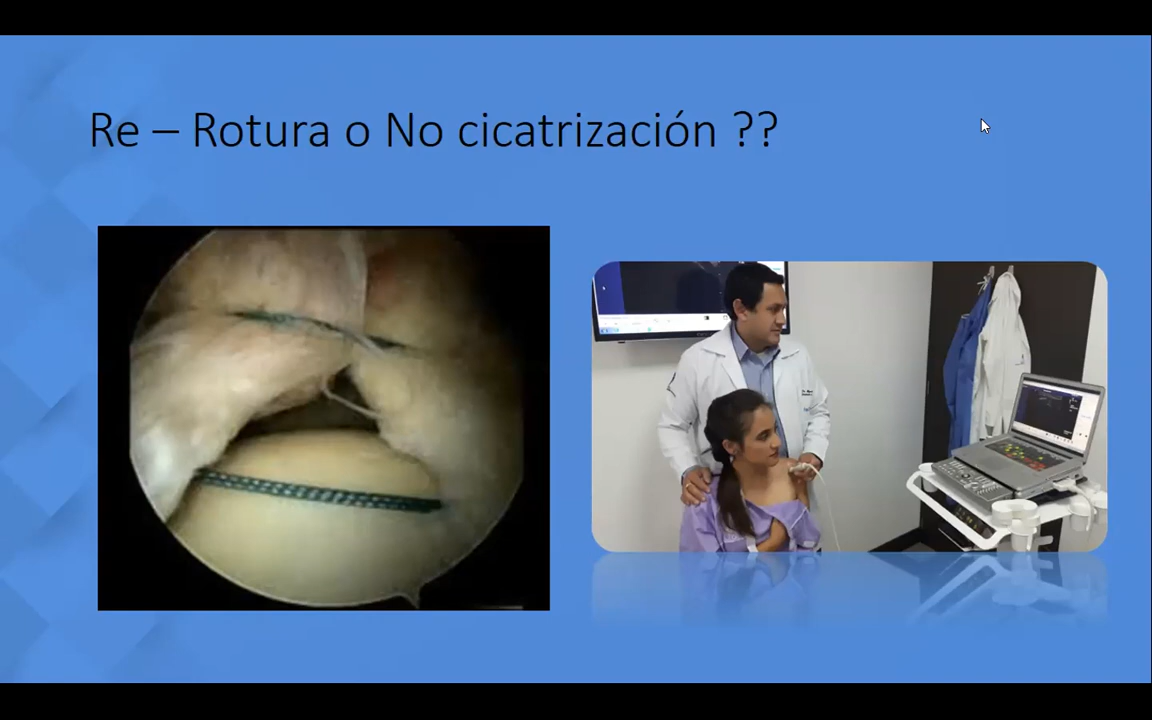 Re – Rotura o No cicatrización ??